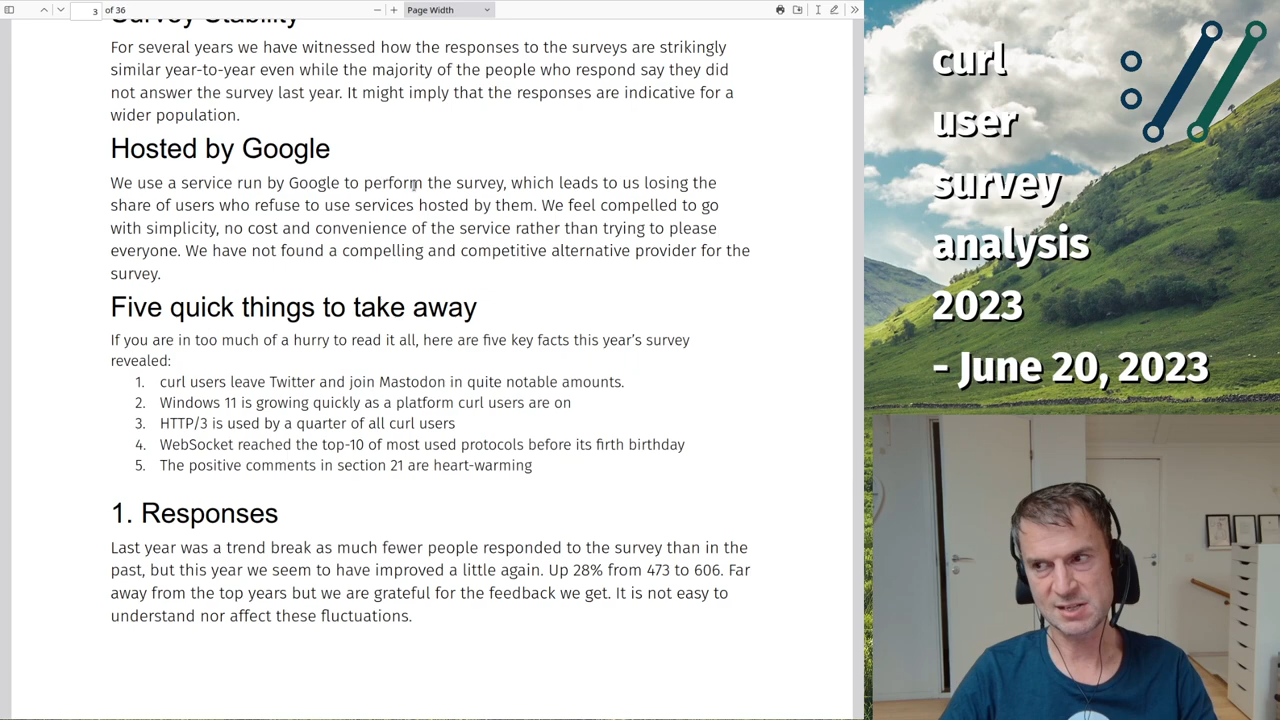 3 of 36
Page Width
Survey Stability
For several years we have witnessed how the responses to the surveys are strikingly
similar year-to-year even while the majority of the people who respond say they did
not answer the survey last year. It might imply that the responses are indicative for a
wider population.
Hosted by Google
We use a service run by Google to perform the survey, which leads to us losing the
share of users who refuse to use services hosted by them. We feel compelled to go
with simplicity, no cost and convenience of the service rather than trying to please
everyone. We have not found a compelling and competitive alternative provider for the
survey.
Five quick things to take away
If you are in too much of a hurry to read it all, here are five key facts this year’s survey
revealed:
1. curl users leave Twitter and join Mastodon in quite notable amounts.
2. Windows 11 is growing quickly as a platform curl users are on
3. HTTP/3 is used by a quarter of all curl users
4. WebSocket reached the top-10 of most used protocols before its firth birthday
5. The positive comments in section 21 are heart-warming
1. Responses
Last year was a trend break as much fewer people responded to the survey than in the
past, but this year we seem to have improved a little again. Up 28% from 473 to 606. Far
away from the top years but we are grateful for the feedback we get. It is not easy to
understand nor affect these fluctuations.
curl
user
survey
analysis
2023
- June 20, 2023